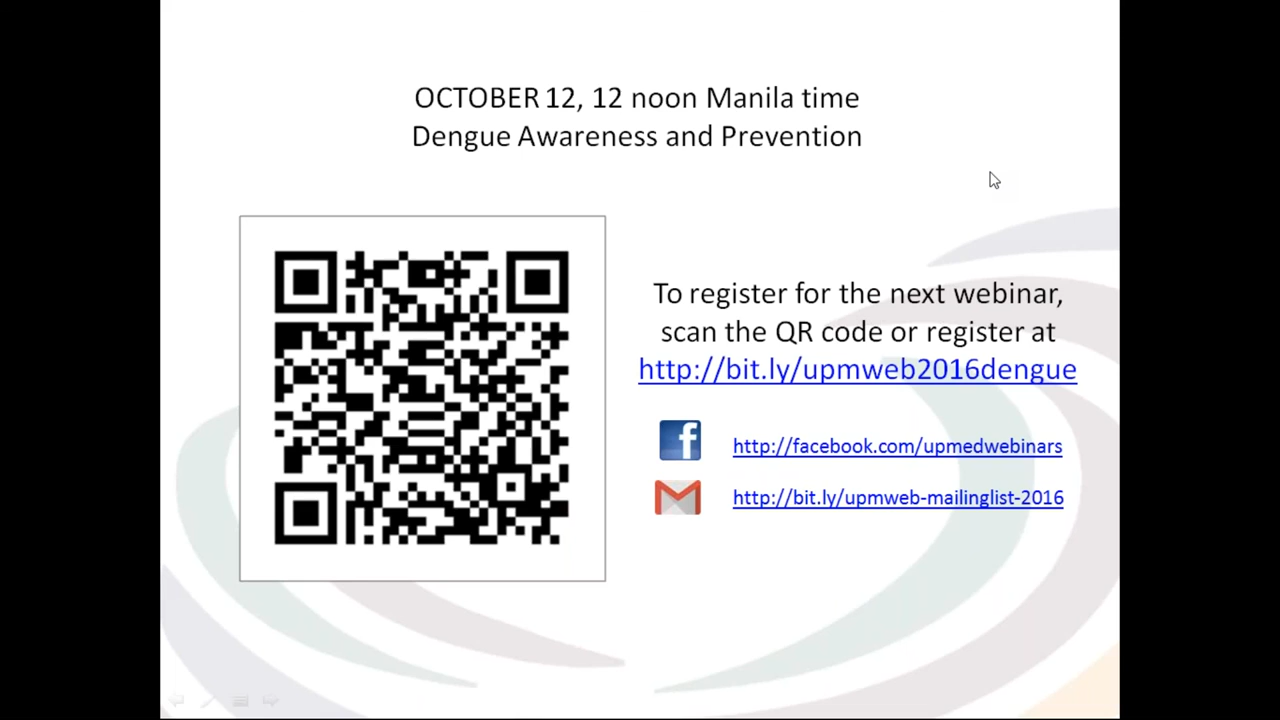 OCTOBER 12, 12 noon Manila time
Dengue Awareness and Prevention
To register for the next webinar,
scan the QR code or register at
http://bit.ly/upmweb2016dengue
f
http://facebook.com/upmedwebinars
http://bit.ly/upmweb-mailinglist-2016